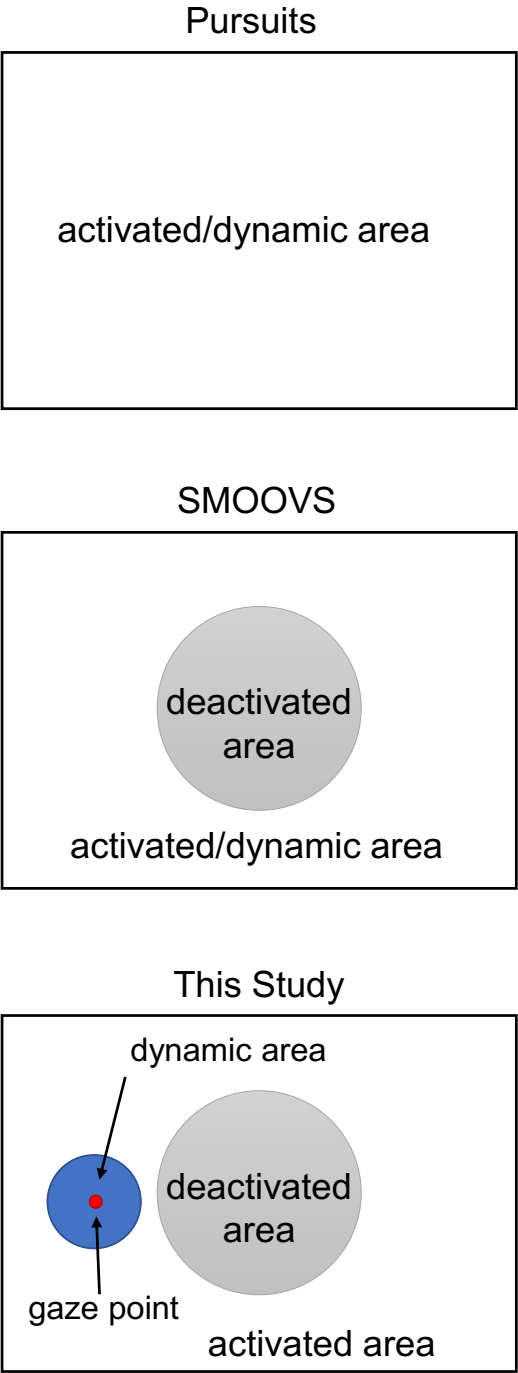 Pursuits
activated/dynamic area
SMOOVS
deactivated
area
activated/dynamic area
This Study
dynamic area
deactivated
area
gaze point
activated area